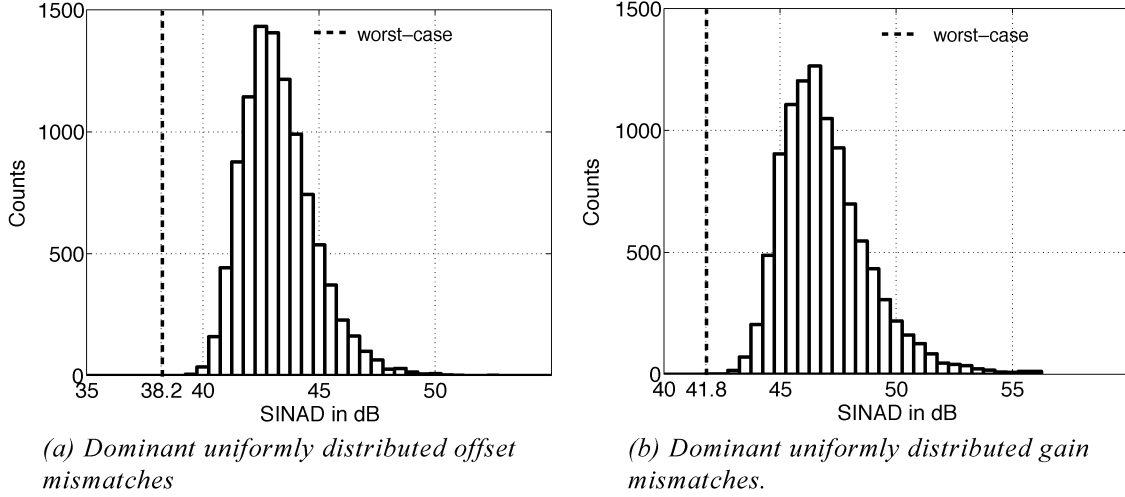 1500
worst−case
1000
Counts
500
0
35
38.2
40
45
50
SINAD in dB
(a) Dominant uniformly distributed offset
mismatches
1500
worst−case
1000
Counts
500
0
40
41.8
45
50
55
SINAD in dB
(b) Dominant uniformly distributed gain
mismatches.